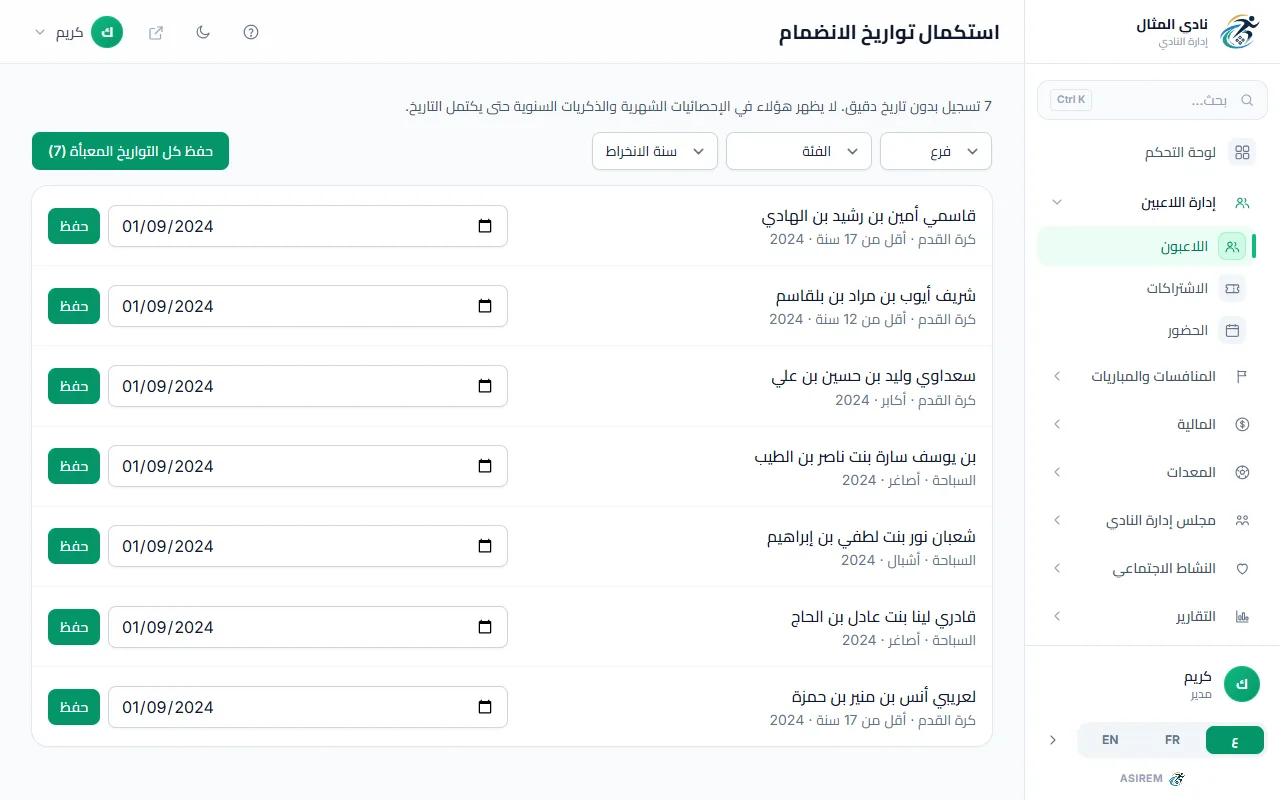 نادي المثال
إدارة النادي
بحث...
Ctrl K
لوحة التحكم
إدارة اللاعبين
اللاعبون
الاشتراكات
الحضور
المنافسات والمباريات
المالية
المعدات
مجلس إدارة النادي
النشاط الاجتماعي
التقارير
ك
كريم
مدير
ع
FR
EN
ASIREM
استكمال تواريخ الانضمام
ك
كريم
7 تسجيل بدون تاريخ دقيق. لا يظهر هؤلاء في الإحصائيات الشهرية والذكريات السنوية حتى يكتمل التاريخ.
فرع
الفئة
سنة الانخراط
حفظ كل التواريخ المعبأة (7)
قاسمي أمين بن رشيد بن الهادي
كرة القدم · أقل من 17 سنة · 2024
01/09/2024
حفظ
شريف أيوب بن مراد بن بلقاسم
كرة القدم · أقل من 12 سنة · 2024
01/09/2024
حفظ
سعداوي وليد بن حسين بن علي
كرة القدم · أكابر · 2024
01/09/2024
حفظ
بن يوسف سارة بنت ناصر بن الطيب
السباحة · أصاغر · 2024
01/09/2024
حفظ
شعبان نور بنت لطفي بن إبراهيم
السباحة · أشبال · 2024
01/09/2024
حفظ
قادري لينا بنت عادل بن الحاج
السباحة · أصاغر · 2024
01/09/2024
حفظ
لعريبي أنس بن منير بن حمزة
كرة القدم · أقل من 17 سنة · 2024
01/09/2024
حفظ